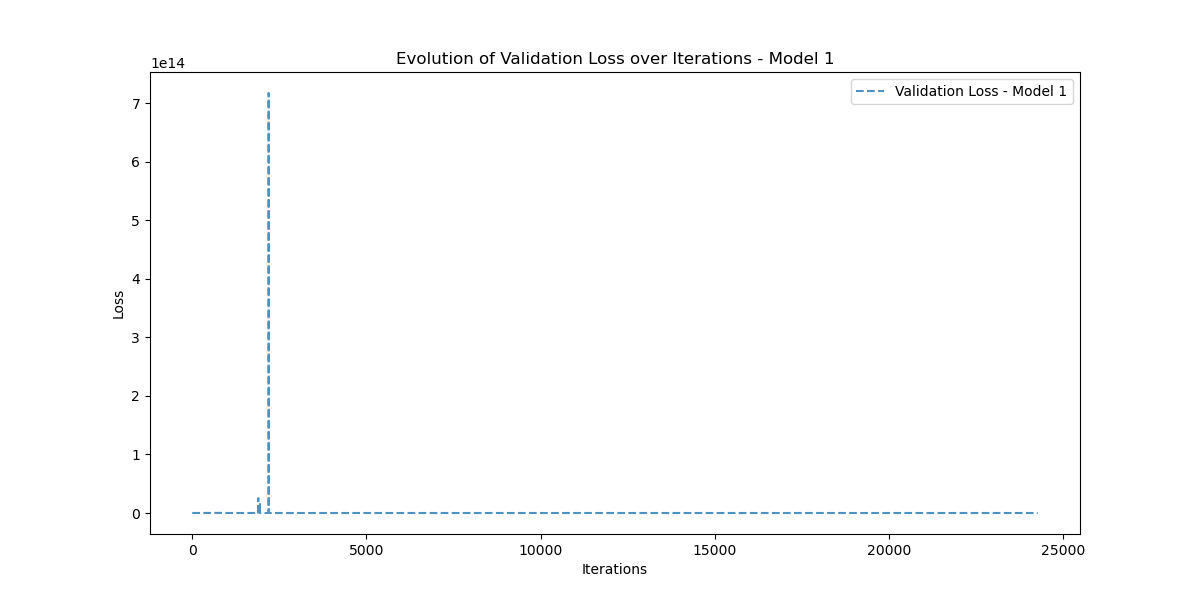 Evolution of Validation Loss over Iterations - Model 1
1e14
Validation Loss - Model 1
7
6
5
4
3
2
1
0
Loss
0 5000 10000 15000 20000 25000
Iterations